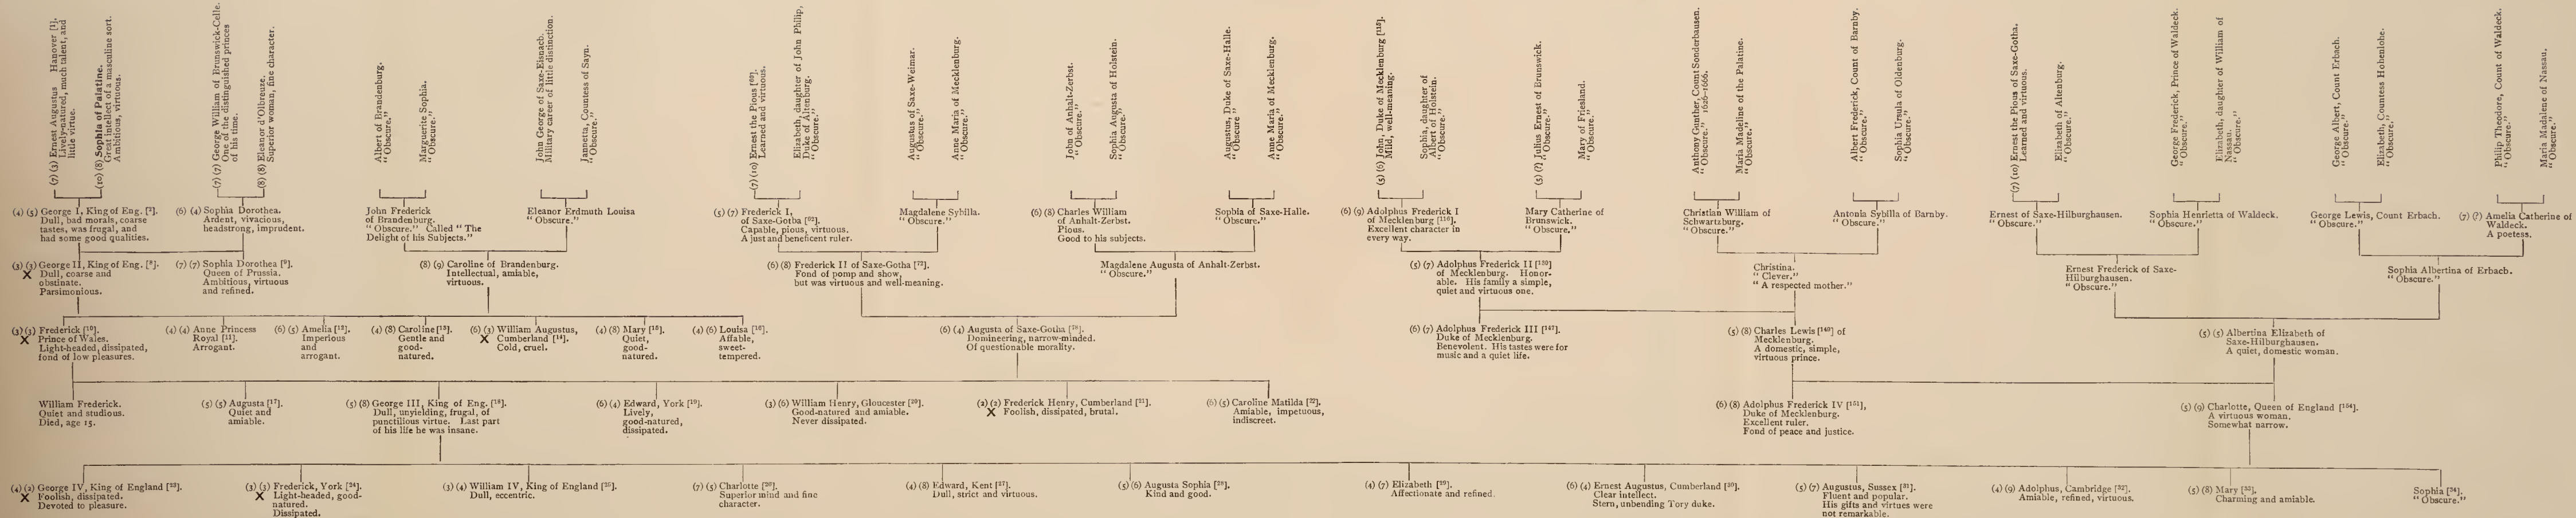 (7) (3) Ernest Augustus Hanover [1].
Lively-natured, much talent, and
little virtue.
(10) (8) Sophia of Palatine.
Great intellect of a masculine sort.
Ambitious, virtuous.
(7) (7) George William of Brunswick-Celle.
One of the distinguished princes
of his time.
(8) (8) Eleanor d'Olbreuze.
Superior woman, fine character.
Albert of Brandenburg.
"Obscure."
Marguerite Sophia.
"Obscure."
John George of Saxe-Eisenach.
Military career of little distinction.
Jannetta, Countess of Sayn.
"Obscure."
(7) (10) Ernest the Pious [60].
Learned and virtuous.
Elizabeth, daughter of John Philip,
Duke of Altenburg.
"Obscure."
Augustus of Saxe-Weimar.
"Obscure."
Anne Maria of Mecklenburg.
"Obscure."
John of Anhalt-Zerbst.
"Obscure."
Sophia Augusta of Holstein.
"Obscure."
Augustus, Duke of Saxe-Halle.
"Obscure"
Anne Maria of Mecklenburg.
"Obscure."
(5) (6) John, Duke of Mecklenburg [115].
Mild, well-meaning.
Sophia, daughter of
Albert of Holstein.
"Obscure."
(5) (?) Julius Ernest of Brunswick.
"Obscure."
Mary of Friesland.
"Obscure."
Anthony Gunther, Count Sonderbausen.
"Obscure." 1620-1666.
Maria Madeline of the Palatine.
"Obscure."
Albert Frederick, Count of Barnby.
"Obscure."
Sophia Ursula of Oldenburg.
"Obscure."
(7) (10) Ernest the Pious of Saxe-Gotha.
Learned and virtuous.
Elizabeth of Altenburg.
"Obscure."
George Frederick, Prince of Waldeck.
"Obscure."
Elizabeth, daughter of William of
Nassau.
"Obscure."
George Albert, Count Erbach.
"Obscure."
Elizabeth, Countess Hohenlohe.
"Obscure."
Philip Theodore, Count of Waldeck.
"Obscure."
Maria Madalene of Nassau.
"Obscure."
(4) (5) George I, King of Eng. [2].
Dull, bad morals, coarse
tastes, was frugal, and
had some good qualities.
(6) (4) Sophia Dorothea.
Ardent, vivacious,
headstrong, imprudent.
John Frederick
of Brandenburg.
"Obscure." Called "The
Delight of his Subjects."
Eleanor Erdmuth Louisa
"Obscure."
(5) (7) Frederick I,
of Saxe-Gotba [62].
Capable, pious, virtuous.
A just and beneficent ruler.
Magdalene Sybilla.
"Obscure."
(6) (8) Charles William
of Anhalt-Zerbst.
Pious.
Good to his subjects.
Sophia of Saxe-Halle.
"Obscure."
(6) (9) Adolphus Frederick I
of Mecklenburg [116].
Excellent character in
every way.
Mary Catherine of
Brunswick.
"Obscure."
Christian William of
Schwartzburg.
"Obscure."
Antonia Sybilla of Barnby.
"Obscure."
Ernest of Saxe-Hilburghausen.
"Obscure."
Sophia Henrietta of Waldeck.
"Obscure."
George Lewis, Count Erbach.
"Obscure."
(7) (?) Amelia Catherine of
Waldeck.
A poetess.
(3) (3) George II, King of Eng. [8].
X Dull, coarse and
obstinate.
Parsimonious.
(7) (7) Sophia Dorothea [9].
Queen of Prussia.
Ambitious, virtuous
and refined.
(8) (9) Caroline of Brandenburg.
Intellectual, amiable,
virtuous.
(6) (8) Frederick II of Saxe-Gotha [72].
Fond of pomp and show,
but was virtuous and well-meaning.
Magdalene Augusta of Anhalt-Zerbst.
"Obscure."
(5) (7) Adolphus Frederick II [130]
of Mecklenburg. Honor-
able. His family a simple,
quiet and virtuous one.
Christina.
"Clever."
"A respected mother."
Ernest Frederick of Saxe-
Hilburghausen.
"Obscure."
Sophia Albertina of Erbach.
"Obscure."
(3) (3) Frederick [10].
X Prince of Wales.
Light-headed, dissipated,
fond of low pleasures.
(4) (4) Anne Princess
Royal [11].
Arrogant.
(6) (5) Amelia [12].
Imperious
and
arrogant.
(4) (8) Caroline [13].
Gentle and
good-
natured.
(6) (3) William Augustus,
X Cumberland [14].
Cold, cruel.
(4) (8) Mary [15].
Quiet,
good-
natured.
(4) (6) Louisa [16].
Affable,
sweet-
tempered.
(6) (4) Augusta of Saxe-Gotha [78].
Domineering, narrow-minded.
Of questionable morality.
(6) (7) Adolphus Frederick III [147].
Duke of Mecklenburg.
Benevolent. His tastes were for
music and a quiet life.
(5) (8) Charles Lewis [149] of
Mecklenburg.
A domestic, simple,
virtuous prince.
(5) (5) Albertina Elizabeth of
Saxe-Hilburghausen.
A quiet, domestic woman.
William Frederick.
Quiet and studious.
Died, age 15.
(5) (5) Augusta [17].
Quiet and
amiable.
(5) (8) George III, King of Eng. [18].
Dull, unyielding, frugal, of
punctilious virtue. Last part
of his life he was insane.
(6) (4) Edward, York [19].
Lively,
good-natured,
dissipated.
(3) (6) William Henry, Gloucester [20].
Good-natured and amiable.
Never dissipated.
(2) (2) Frederick Henry, Cumberland [21].
X Foolish, dissipated, brutal.
(6) (5) Caroline Matilda [22].
Amiable, impetuous,
indiscreet.
(6) (8) Adolphus Frederick IV [151],
Duke of Mecklenburg.
Excellent ruler.
Fond of peace and justice.
(5) (9) Charlotte, Queen of England [154].
A virtuous woman.
Somewhat narrow.
(4) (2) George IV, King of England [23].
X Foolish, dissipated.
Devoted to pleasure.
(3) (3) Frederick, York [24].
X Light-headed, good-
natured.
Dissipated.
(3) (4) William IV, King of England [25].
Dull, eccentric.
(7) (5) Charlotte [26].
Superior mind and fine
character.
(4) (8) Edward, Kent [27].
Dull, strict and virtuous.
(5) (6) Augusta Sophia [28].
Kind and good.
(4) (7) Elizabeth [29].
Affectionate and refined.
(6) (4) Ernest Augustus, Cumberland [30].
Clear intellect.
Stern, unbending Tory duke.
(5) (7) Augustus, Sussex [31].
Fluent and popular.
His gifts and virtues were
not remarkable.
(4) (9) Adolphus, Cambridge [32].
Amiable, refined, virtuous.
(5) (8) Mary [33].
Charming and amiable.
Sophia [34].
"Obscure."